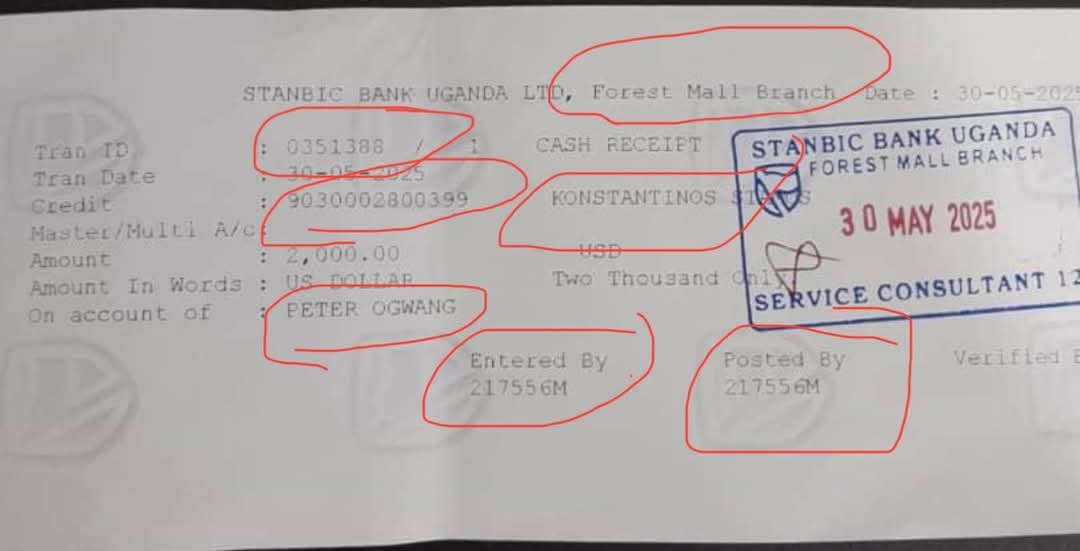 STANBIC BANK UGANDA LTD, Forest Mall Branch Date : 30-05-2025
Tran ID : 0351388 / 1 CASH RECEIPT
Tran Date : 30-05-2025
Credit : 9030002800399 KONSTANTINOS
Master/Multi A/c:
Amount : 2,000.00 USD
Amount In Words : US DOLLAR Two Thousand Only
On account of : PETER OGWANG
Entered By Posted By Verified
217556M 217556M
STANBIC BANK UGANDA
FOREST MALL BRANCH
30 MAY 2025
SERVICE CONSULTANT 12